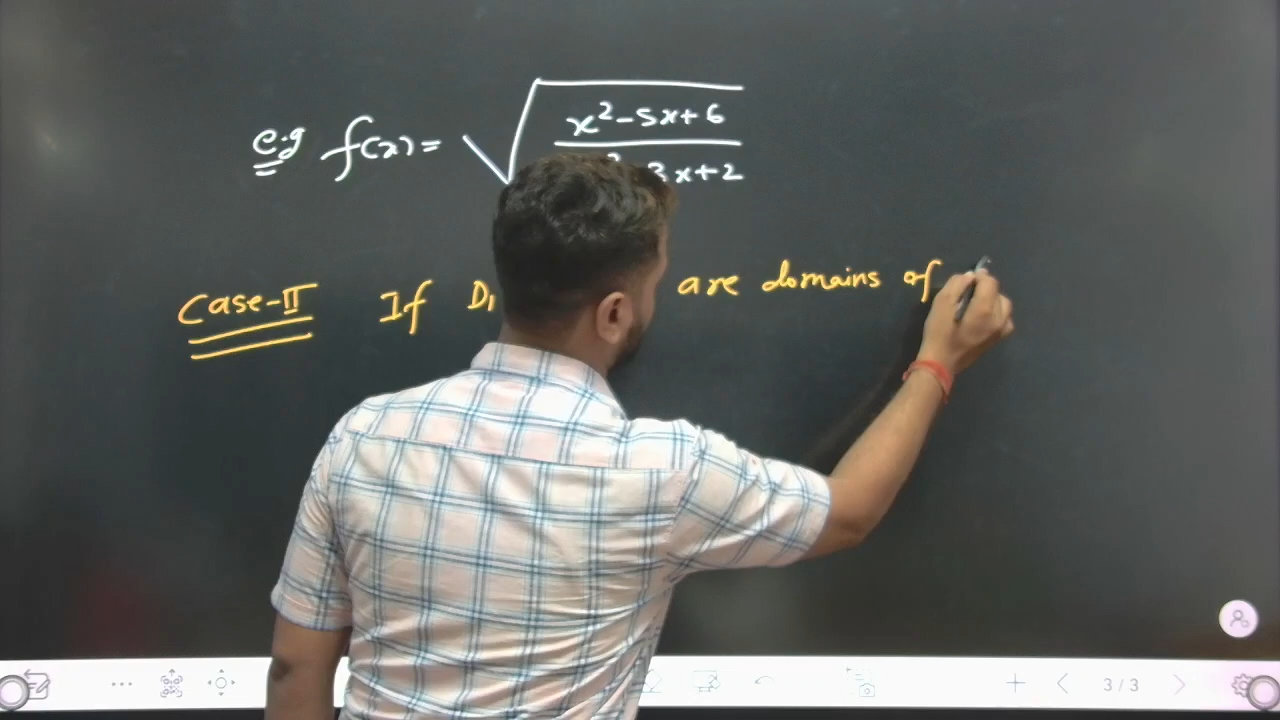 e.g f(x) = √ x²-5x+6
3x+2
Case-II If D₁ are domains of
3/3